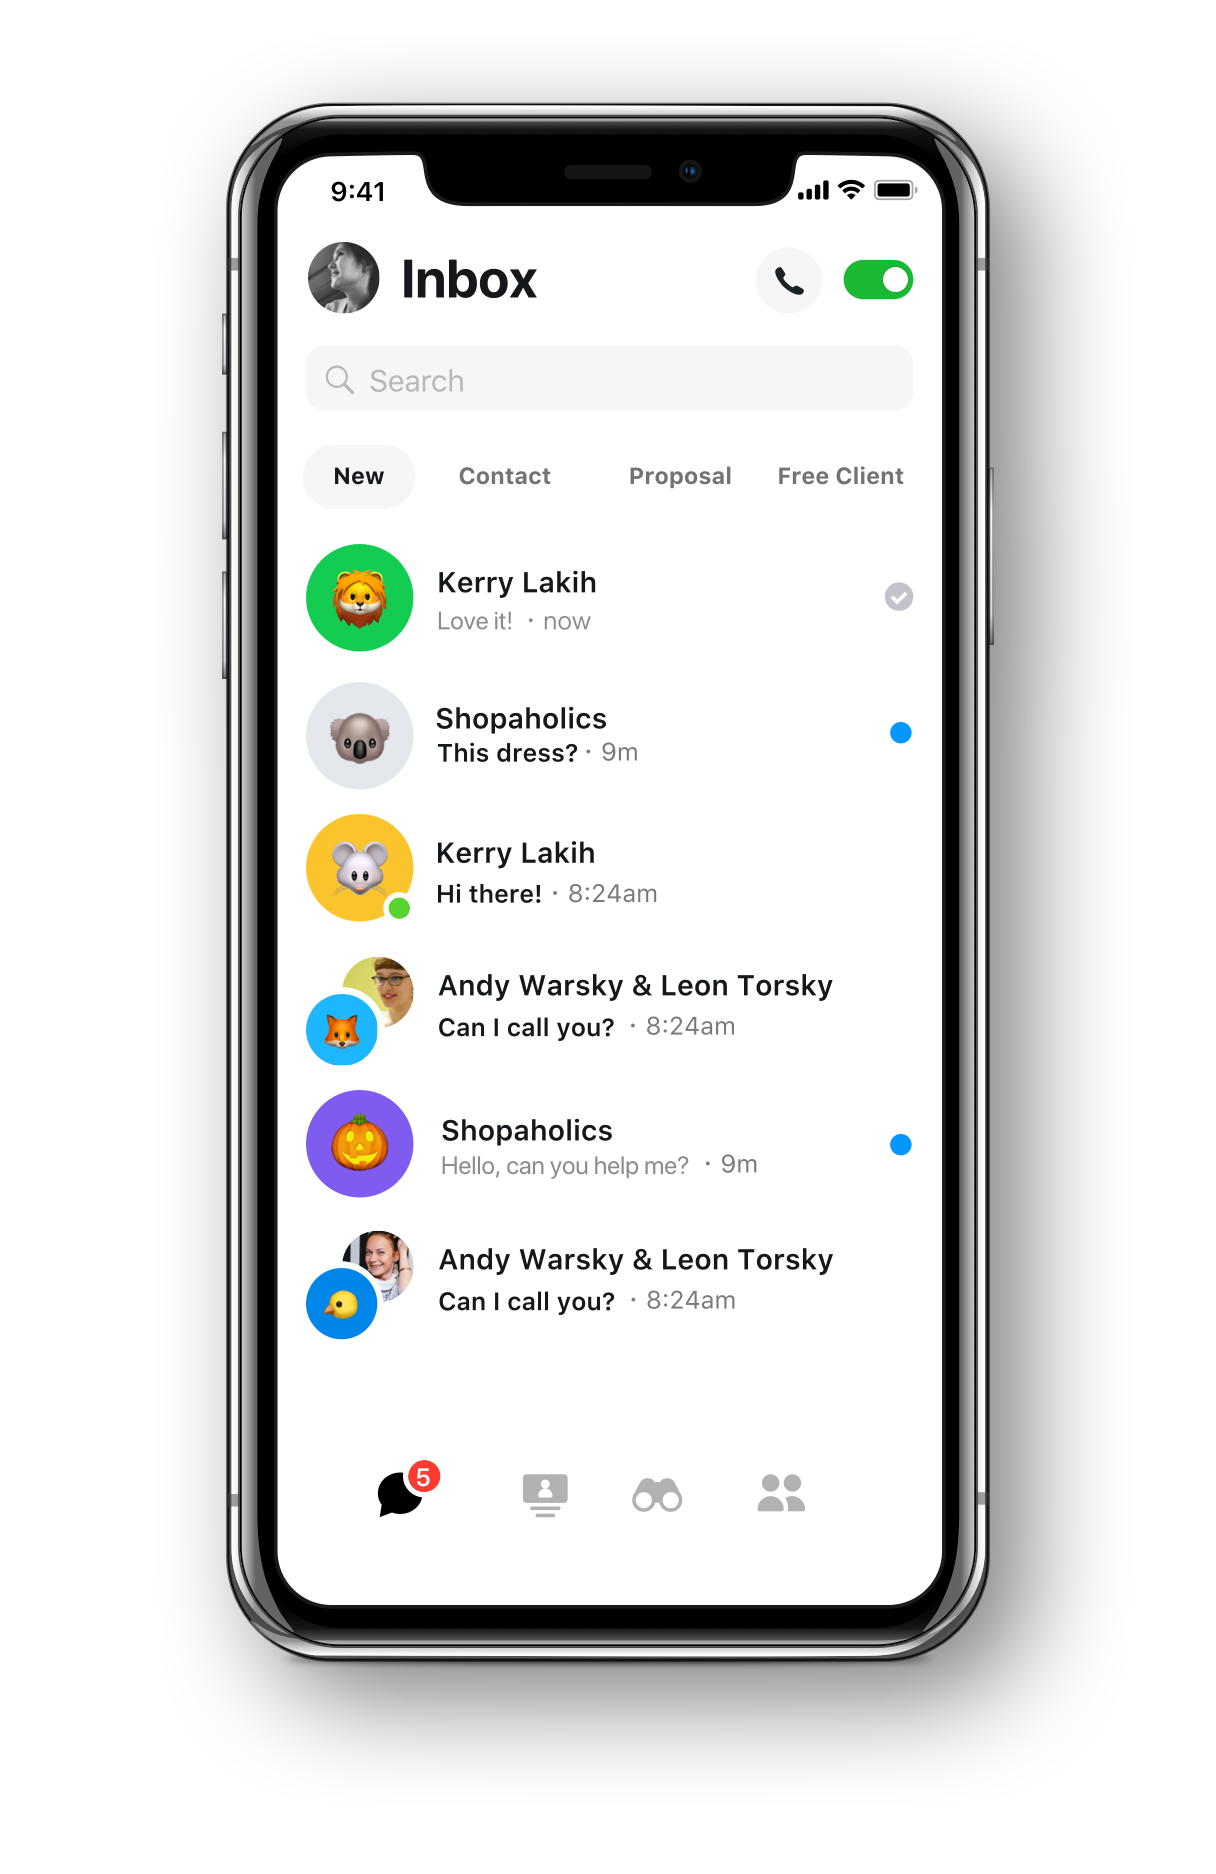 9:41
Inbox
Search
New Contact Proposal Free Client
Kerry Lakih
Love it! · now
Shopaholics
This dress? · 9m
Kerry Lakih
Hi there! · 8:24am
Andy Warsky & Leon Torsky
Can I call you? · 8:24am
Shopaholics
Hello, can you help me? · 9m
Andy Warsky & Leon Torsky
Can I call you? · 8:24am
5